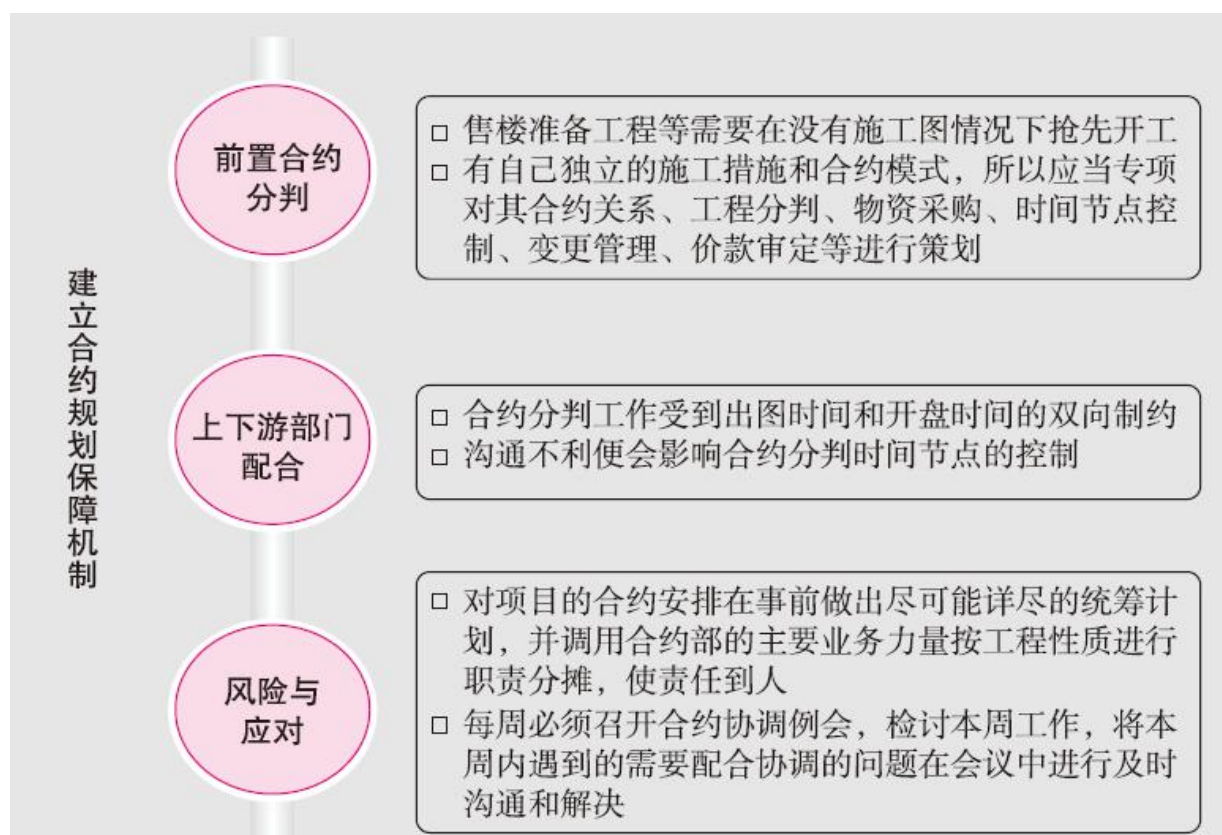 建立合约规划保障机制
前置合约
分判
□ 售楼准备工程等需要在没有施工图情况下抢先开工
□ 有自己独立的施工措施和合约模式，所以应当专项
对其合约关系、工程分判、物资采购、时间节点控
制、变更管理、价款审定等进行策划
上下游部门
配合
□ 合约分判工作受到出图时间和开盘时间的双向制约
□ 沟通不利便会影响合约分判时间节点的控制
风险与
应对
□ 对项目的合约安排在事前做出尽可能详尽的统筹计
划，并调用合约部的主要业务力量按工程性质进行
职责分摊，使责任到人
□ 每周必须召开合约协调例会，检讨本周工作，将本
周内遇到的需要配合协调的问题在会议中进行及时
沟通和解决